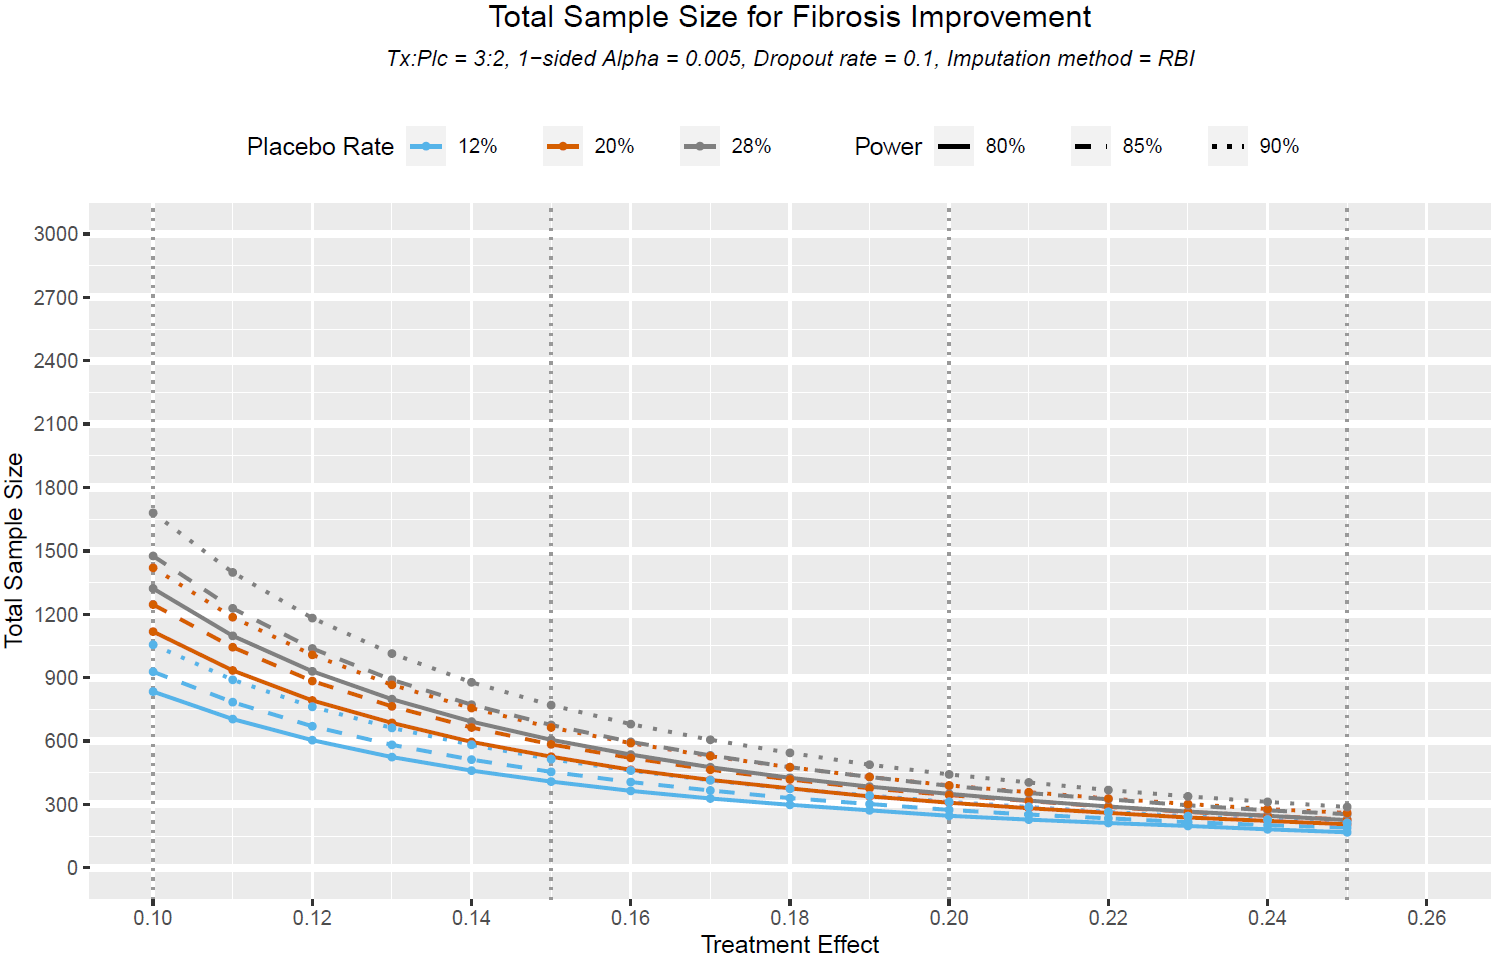 Total Sample Size for Fibrosis Improvement
Tx:Plc = 3:2, 1−sided Alpha = 0.005, Dropout rate = 0.1, Imputation method = RBI
Placebo Rate 12% 20% 28% Power 80% 85% 90%
Total Sample Size
3000
2700
2400
2100
1800
1500
1200
900
600
300
0
0.10 0.12 0.14 0.16 0.18 0.20 0.22 0.24 0.26
Treatment Effect